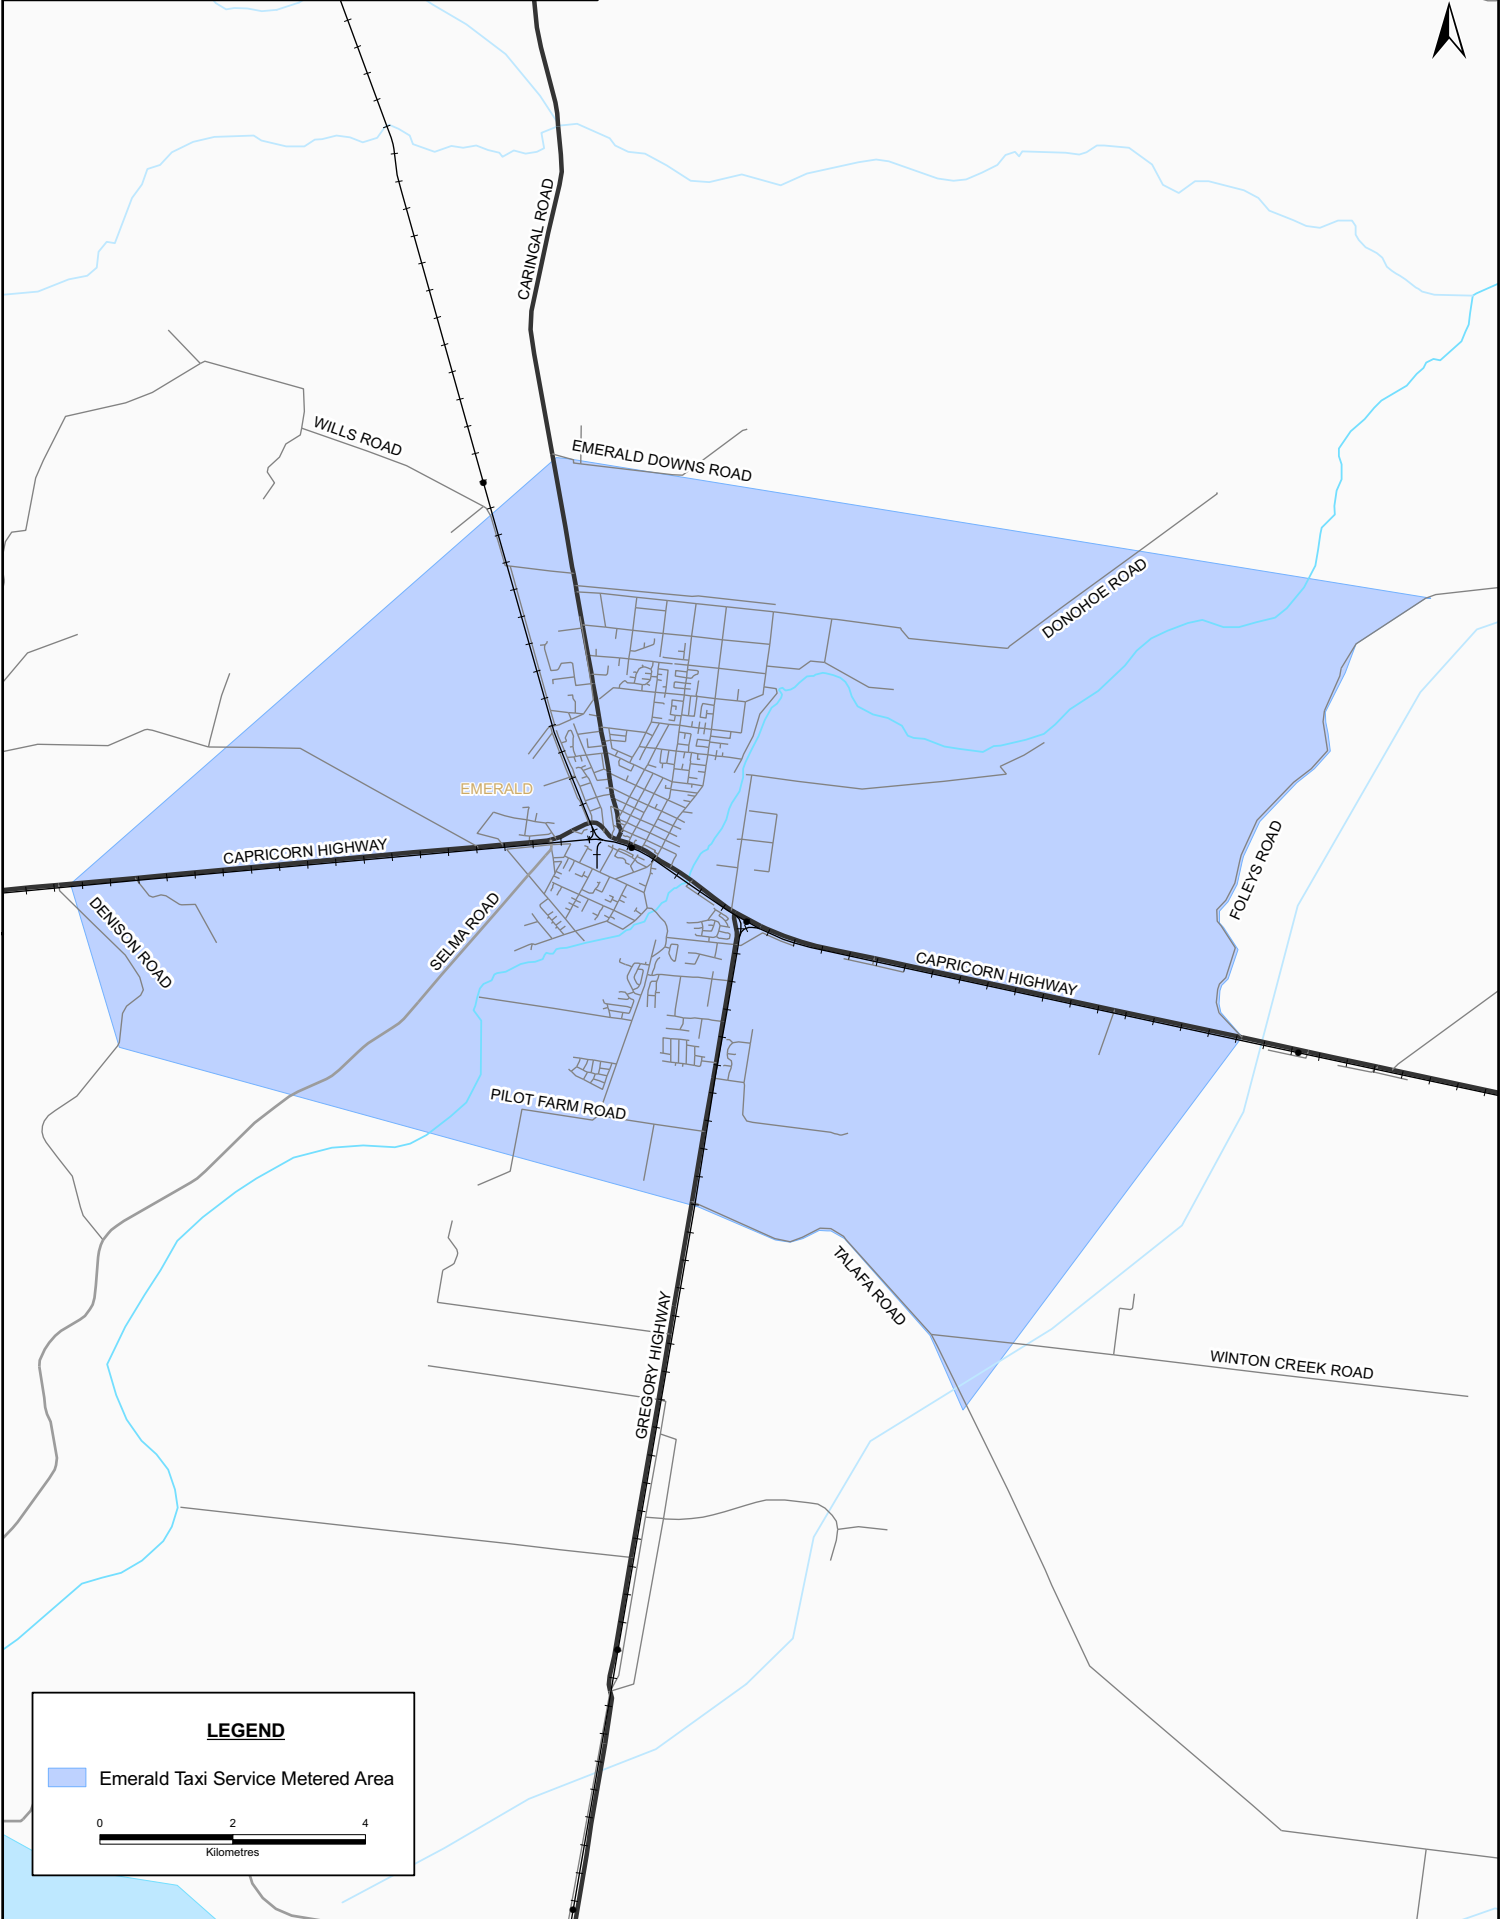 CARINGAL ROAD
WILLS ROAD
EMERALD DOWNS ROAD
DONOHOE ROAD
EMERALD
CAPRICORN HIGHWAY
FOLEYS ROAD
DENISON ROAD
SELMA ROAD
CAPRICORN HIGHWAY
PILOT FARM ROAD
TALAFA ROAD
GREGORY HIGHWAY
WINTON CREEK ROAD
LEGEND
Emerald Taxi Service Metered Area
0 2 4
Kilometres